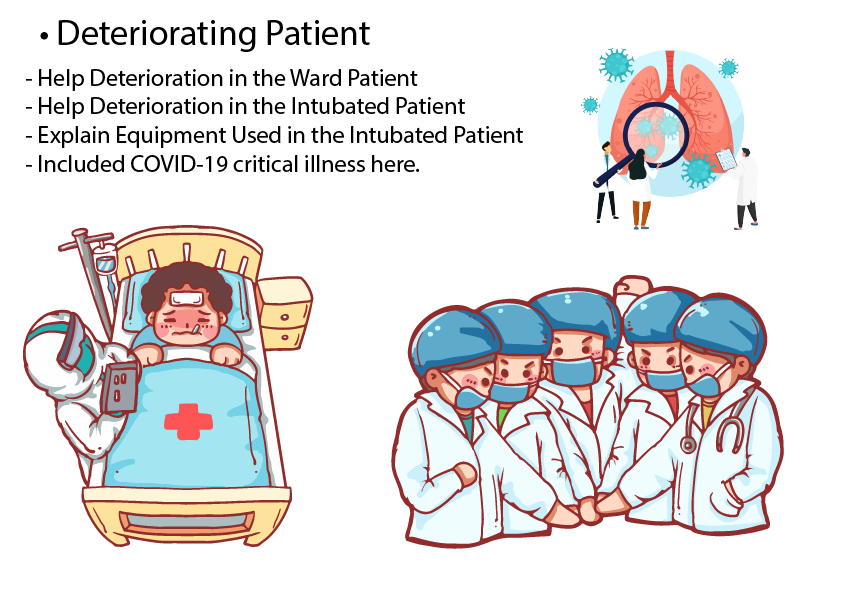 • Deteriorating Patient
- Help Deterioration in the Ward Patient
- Help Deterioration in the Intubated Patient
- Explain Equipment Used in the Intubated Patient
- Included COVID-19 critical illness here.